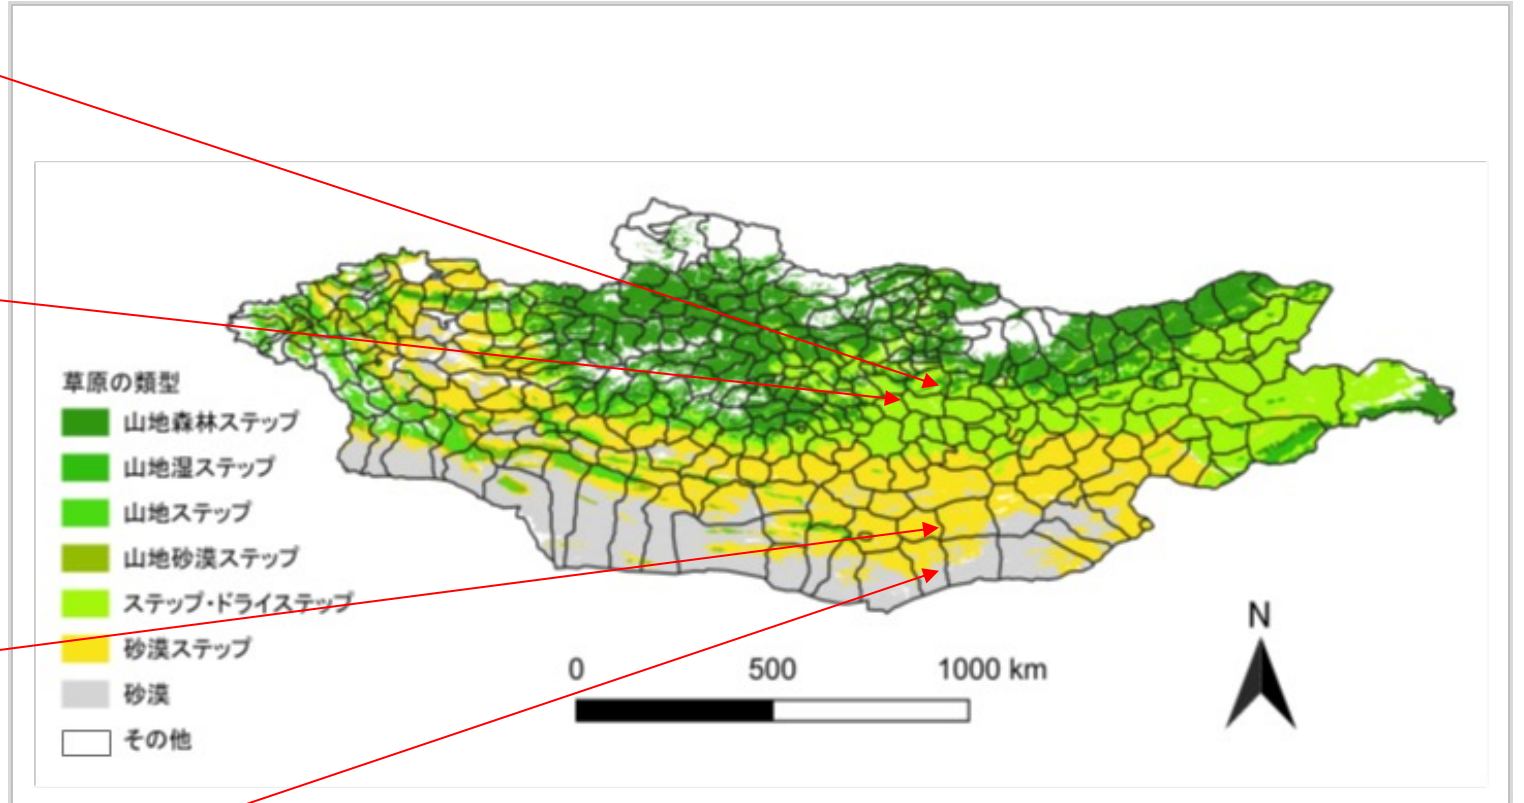 草原の類型
山地森林ステップ
山地湿ステップ
山地ステップ
山地砂漠ステップ
ステップ・ドライステップ
砂漠ステップ
砂漠
その他
0 500 1000 km
N